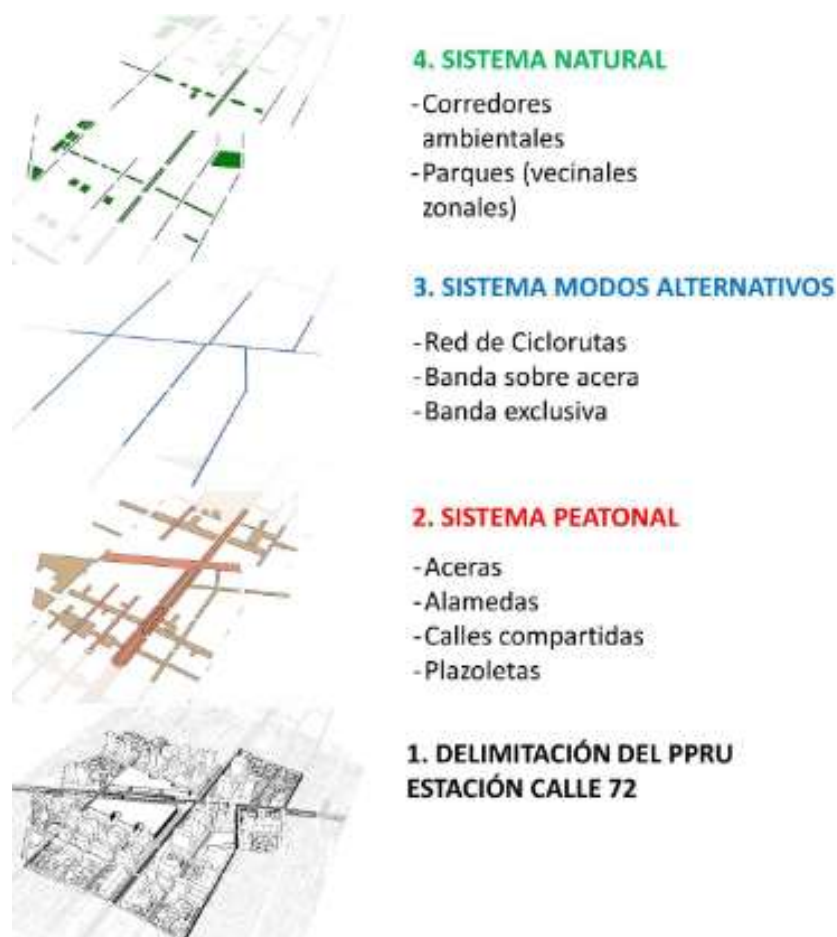 4. SISTEMA NATURAL
-Corredores
ambientales
-Parques (vecinales
zonales)
3. SISTEMA MODOS ALTERNATIVOS
-Red de Ciclorutas
-Banda sobre acera
-Banda exclusiva
2. SISTEMA PEATONAL
-Aceras
-Alamedas
-Calles compartidas
-Plazoletas
1. DELIMITACIÓN DEL PPRU
ESTACIÓN CALLE 72